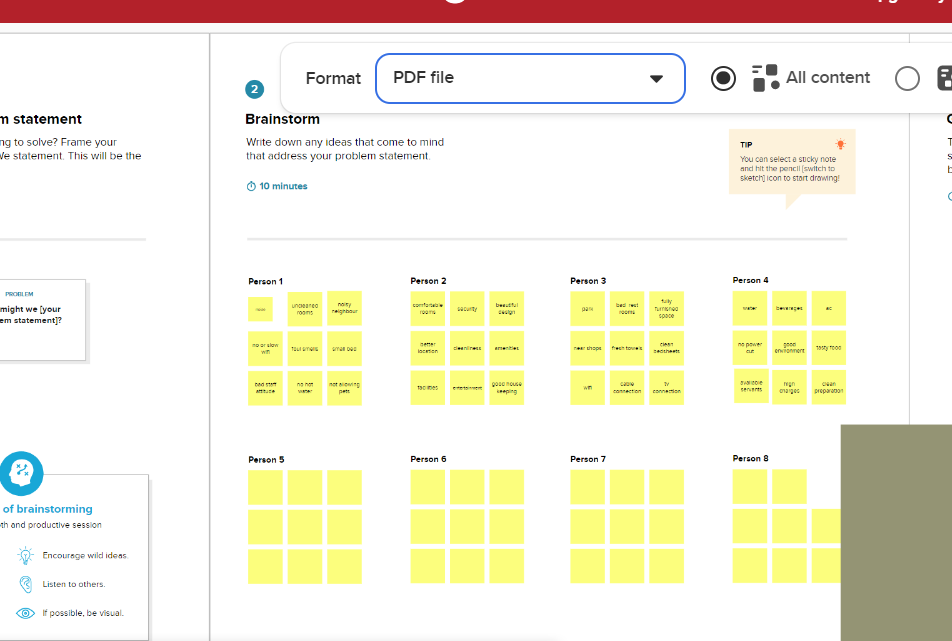 Format
PDF file
All content
m statement
ng to solve? Frame your
We statement. This will be the
PROBLEM
might we [your
em statement]?
of brainstorming
oth and productive session
Encourage wild ideas.
Listen to others.
If possible, be visual.
2
Brainstorm
Write down any ideas that come to mind
that address your problem statement.
10 minutes
TIP
You can select a sticky note
and hit the pencil [switch to
sketch] icon to start drawing!
Person 1
noise
uncleaned
rooms
noisy
neighbour
no or slow
wifi
foul smells
small bed
bad staff
attitude
no hot
water
not allowing
pets
Person 2
comfortable
rooms
security
beautiful
design
better
location
cleanliness
amenities
facilities
entertainment
good house
keeping
Person 3
park
bed rest
rooms
fully
furnished
space
near shops
fresh towels
clean
bedsheets
wifi
cable
connection
tv
connection
Person 4
water
beverages
ac
no power
cut
good
environment
tasty food
available
servants
high
charges
clean
preparation
Person 5
Person 6
Person 7
Person 8